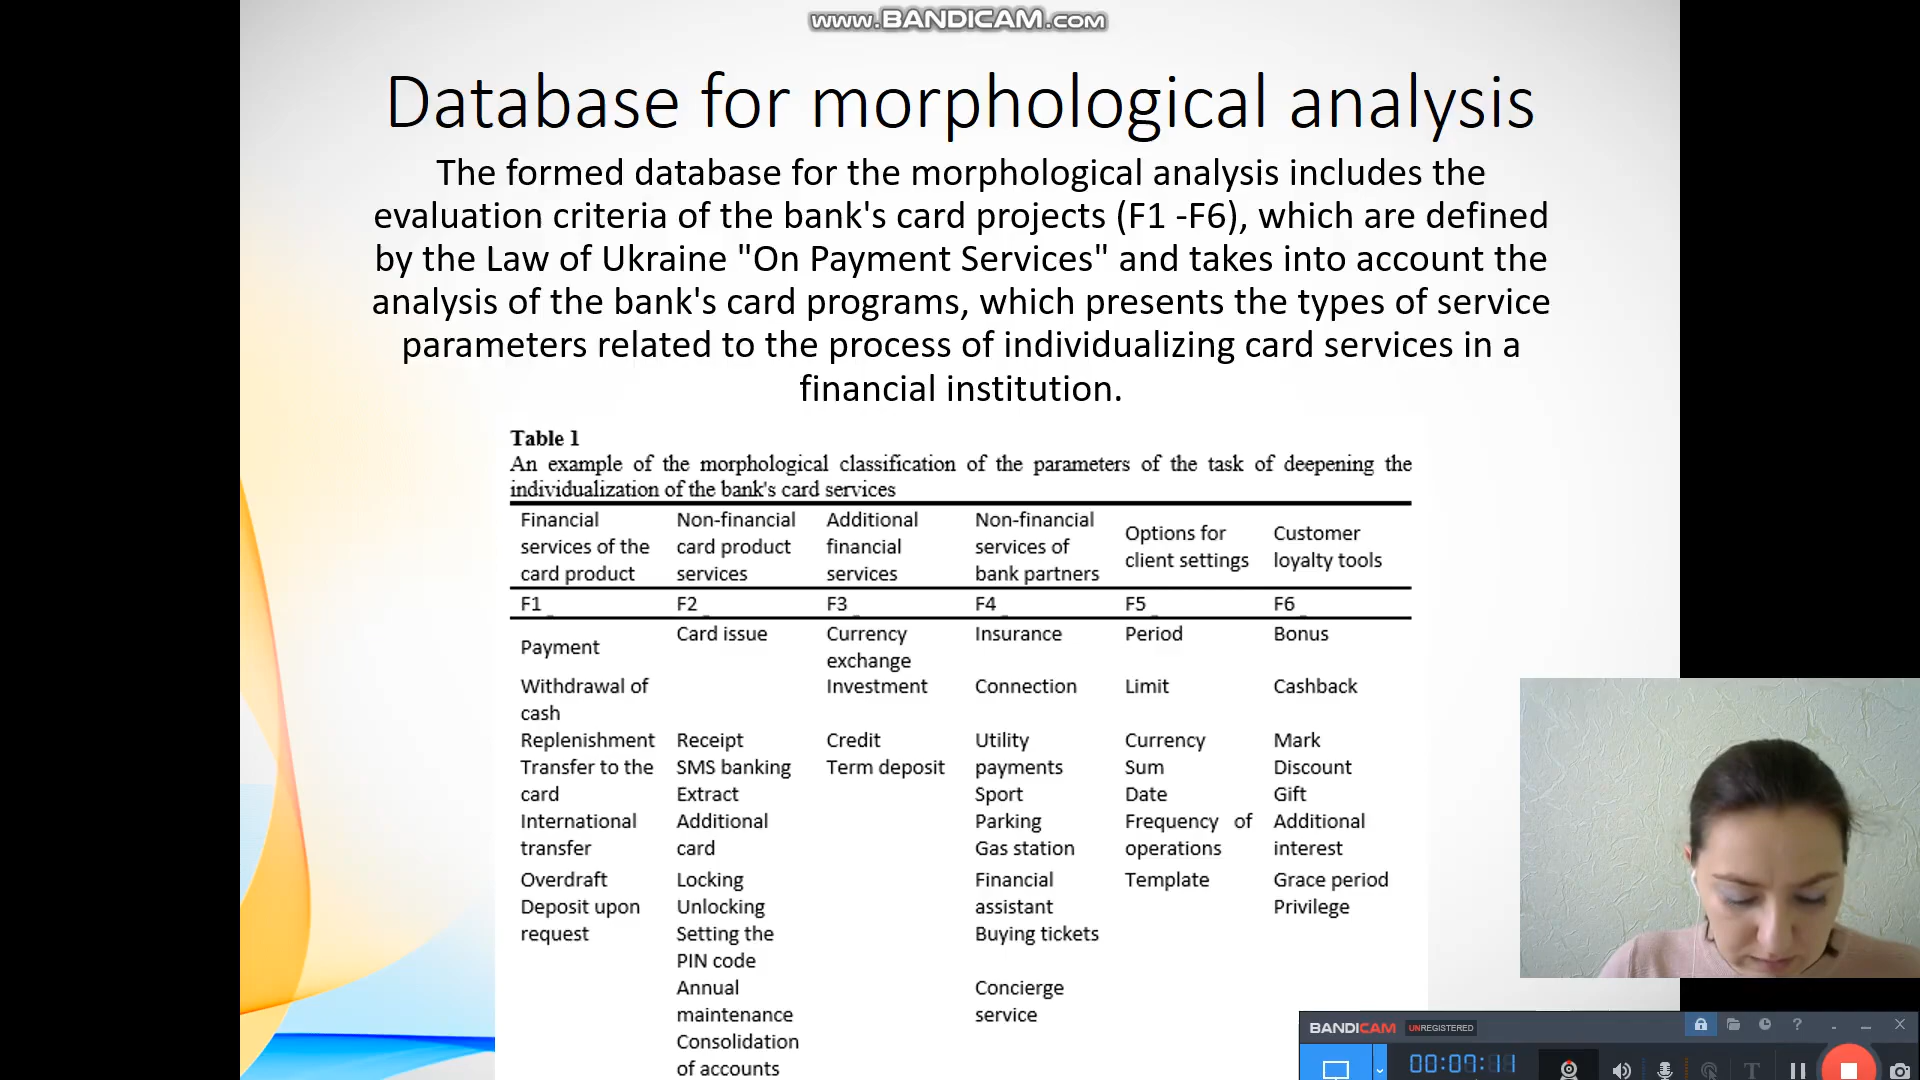 www.BANDICAM.com
Database for morphological analysis
The formed database for the morphological analysis includes the
evaluation criteria of the bank's card projects (F1 -F6), which are defined
by the Law of Ukraine "On Payment Services" and takes into account the
analysis of the bank's card programs, which presents the types of service
parameters related to the process of individualizing card services in a
financial institution.
Table 1
An example of the morphological classification of the parameters of the task of deepening the
individualization of the bank's card services
Financial Non-financial Additional Non-financial Options for Customer
services of the card product financial services of client settings loyalty tools
card product services services bank partners
F1 F2 F3 F4 F5 F6
Payment Card issue Currency Insurance Period Bonus
exchange
Withdrawal of Investment Connection Limit Cashback
cash
Replenishment Receipt Credit Utility Currency Mark
Transfer to the SMS banking Term deposit payments Sum Discount
card Extract Sport Date Gift
International Additional Parking Frequency of Additional
transfer card Gas station operations interest
Overdraft Locking Financial Template Grace period
Deposit upon Unlocking assistant Privilege
request Setting the Buying tickets
PIN code
Annual Concierge
maintenance service
Consolidation
of accounts
BANDICAM UNREGISTERED
00:07:11